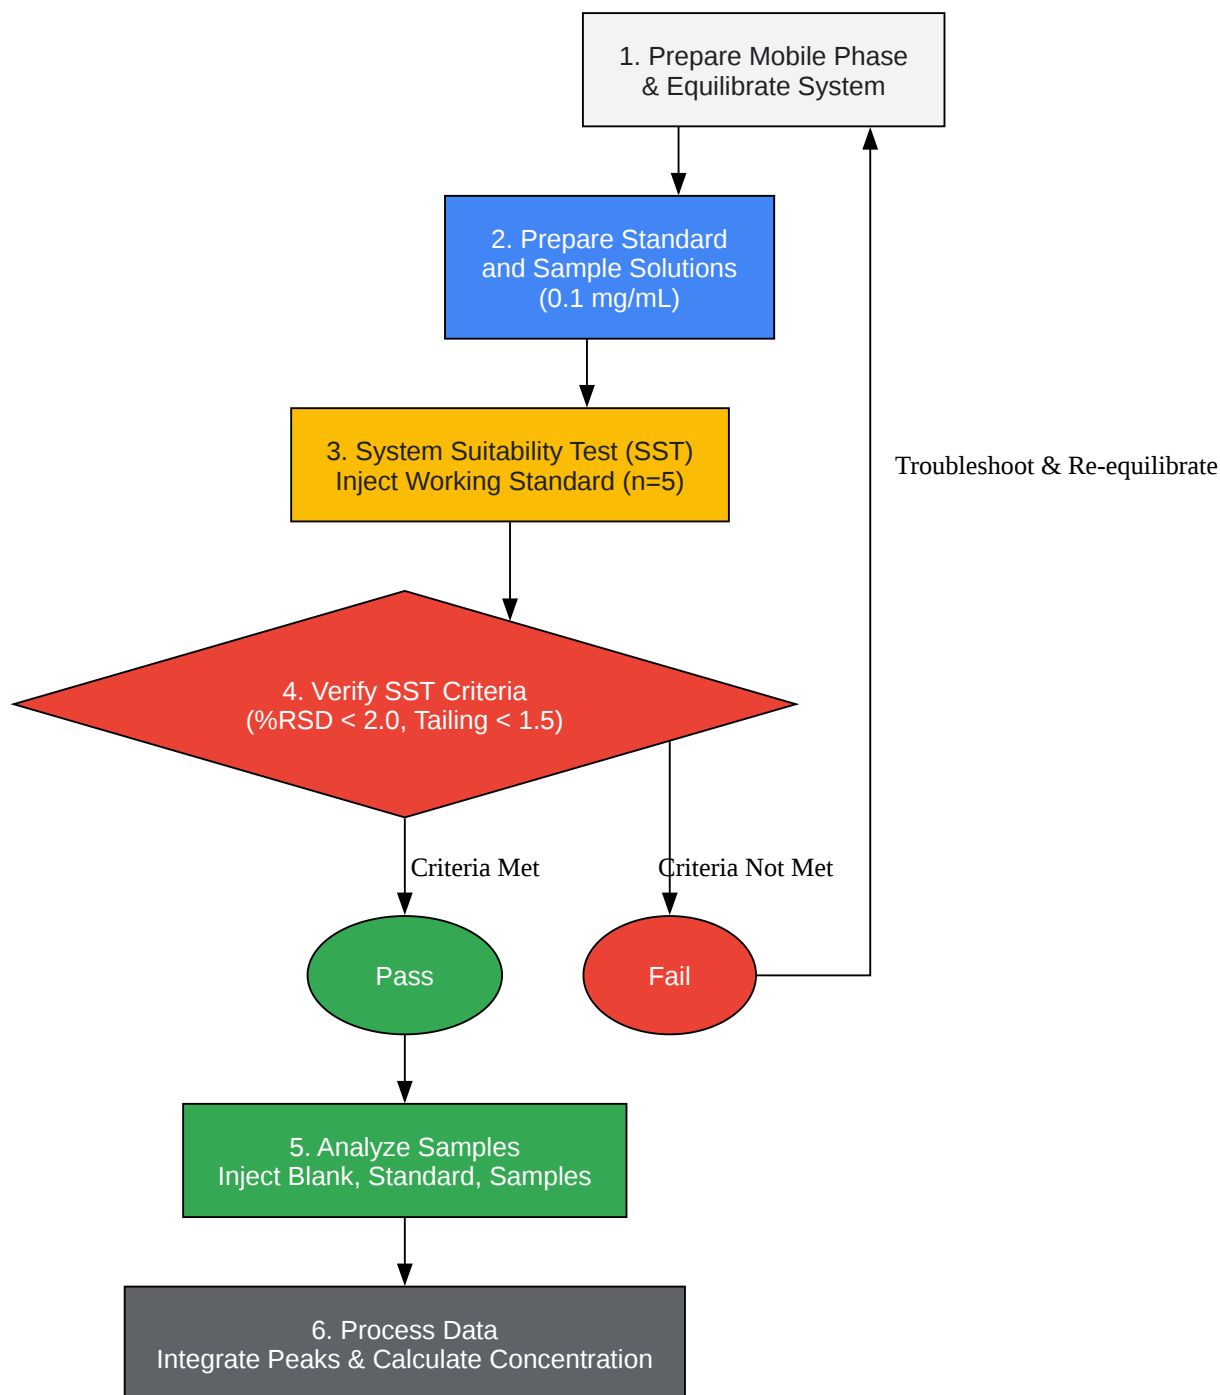 1. Prepare Mobile Phase
& Equilibrate System
2. Prepare Standard
and Sample Solutions
(0.1 mg/mL)
3. System Suitability Test (SST)
Inject Working Standard (n=5)
Troubleshoot & Re-equilibrate
4. Verify SST Criteria
(%RSD < 2.0, Tailing < 1.5)
Criteria Met
Criteria Not Met
Pass
Fail
5. Analyze Samples
Inject Blank, Standard, Samples
6. Process Data
Integrate Peaks & Calculate Concentration